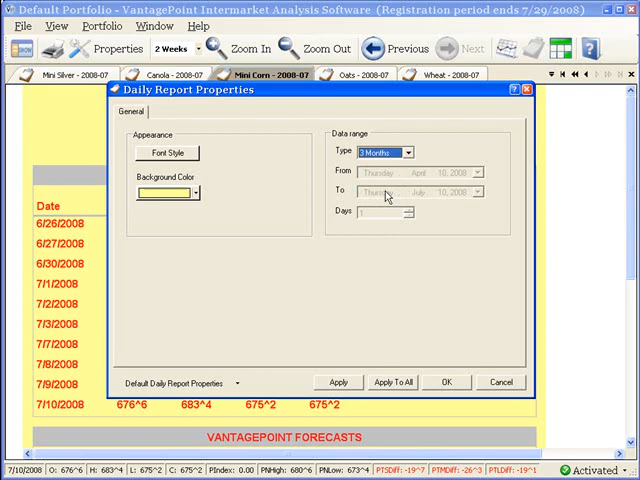 Default Portfolio - VantagePoint Intermarket Analysis Software (Registration period ends 7/29/2008)
File View Portfolio Window Help
Properties 2 Weeks Zoom In Zoom Out Previous Next
Mini Silver - 2008-07 Canola - 2008-07 Mini Corn - 2008-07 Oats - 2008-07 Wheat - 2008-07
Daily Report Properties
General
Appearance
Font Style
Background Color
Data range
Type 3 Months
From Thursday , April 10, 2008
To Thursday , July 10, 2008
Days 1
Default Daily Report Properties Apply Apply To All OK Cancel
Date
6/26/2008
6/27/2008
6/30/2008
7/1/2008
7/2/2008
7/3/2008
7/7/2008
7/8/2008
7/9/2008
7/10/2008 676^6 683^4 675^2 675^2
VANTAGEPOINT FORECASTS
7/10/2008 O: 676^6 H: 683^4 L: 675^2 C: 675^2 PIndex: 0.00 PNHigh: 680^6 PNLow: 673^4 PTSDiff: -19^7 PTMDiff: -26^3 PTLDiff: -19^1 Activated